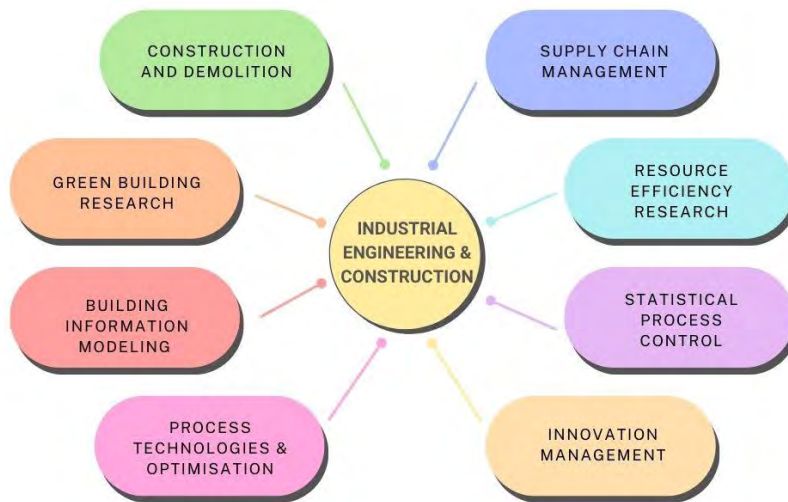 CONSTRUCTION
AND DEMOLITION
SUPPLY CHAIN
MANAGEMENT
GREEN BUILDING
RESEARCH
RESOURCE
EFFICIENCY
RESEARCH
INDUSTRIAL
ENGINEERING &
CONSTRUCTION
BUILDING
INFORMATION
MODELING
STATISTICAL
PROCESS
CONTROL
PROCESS
TECHNOLOGIES &
OPTIMISATION
INNOVATION
MANAGEMENT